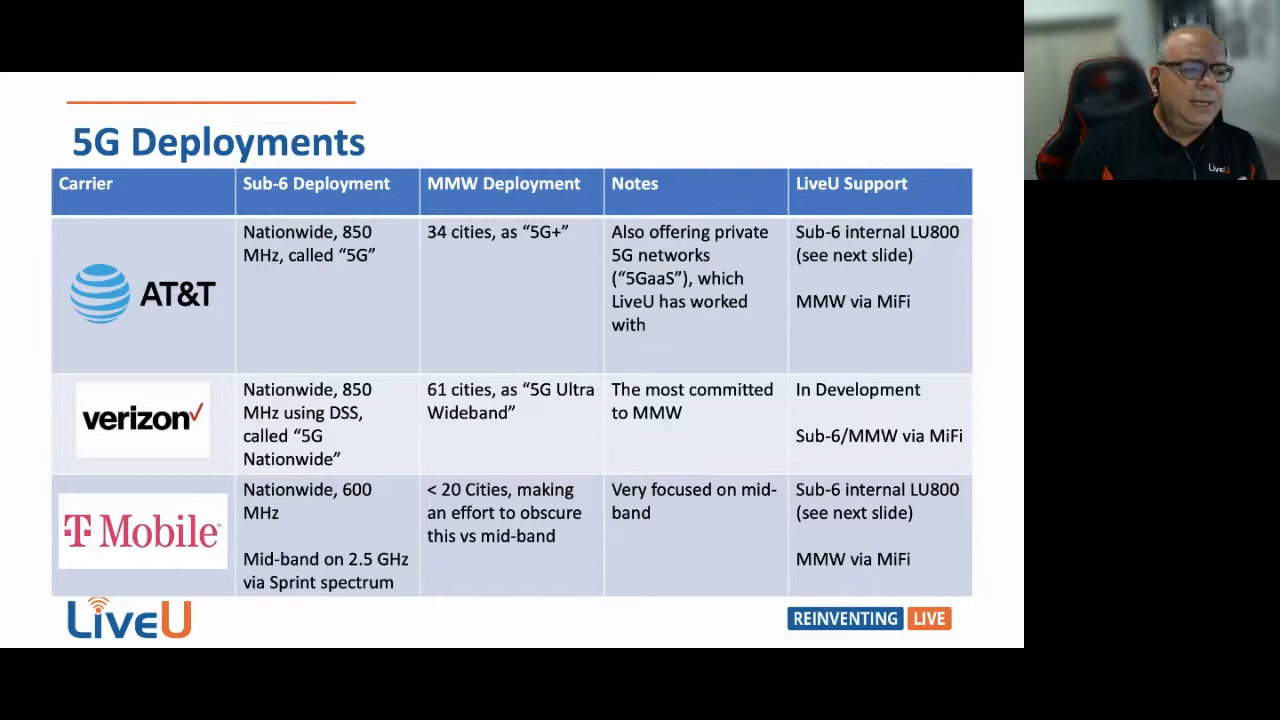 5G Deployments
Carrier
Sub-6 Deployment
MMW Deployment
Notes
LiveU Support
AT&T
Nationwide, 850
MHz, called “5G”
34 cities, as “5G+”
Also offering private
5G networks
(“5GaaS”), which
LiveU has worked
with
Sub-6 internal LU800
(see next slide)
MMW via MiFi
verizon✓
Nationwide, 850
MHz using DSS,
called “5G
Nationwide”
61 cities, as “5G Ultra
Wideband”
The most committed
to MMW
In Development
Sub-6/MMW via MiFi
T Mobile
Nationwide, 600
MHz
Mid-band on 2.5 GHz
via Sprint spectrum
< 20 Cities, making
an effort to obscure
this vs mid-band
Very focused on mid-
band
Sub-6 internal LU800
(see next slide)
MMW via MiFi
LiveU
REINVENTING LIVE
LiveU